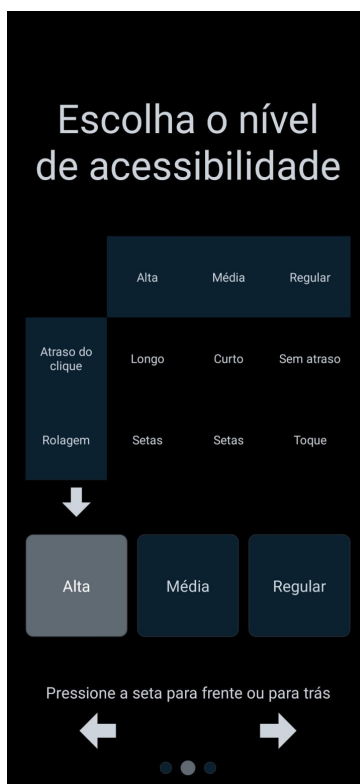 Escolha o nível
de acessibilidade
Alta Média Regular
Atraso do
clique
Longo Curto Sem atraso
Rolagem Setas Setas Toque
Alta Média Regular
Pressione a seta para frente ou para trás